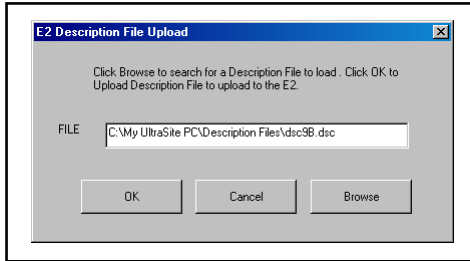 E2 Description File Upload
Click Browse to search for a Description File to load . Click OK to
Upload Description File to upload to the E2.
FILE C:\My UltraSite PC\Description Files\dsc9B.dsc
OK Cancel Browse